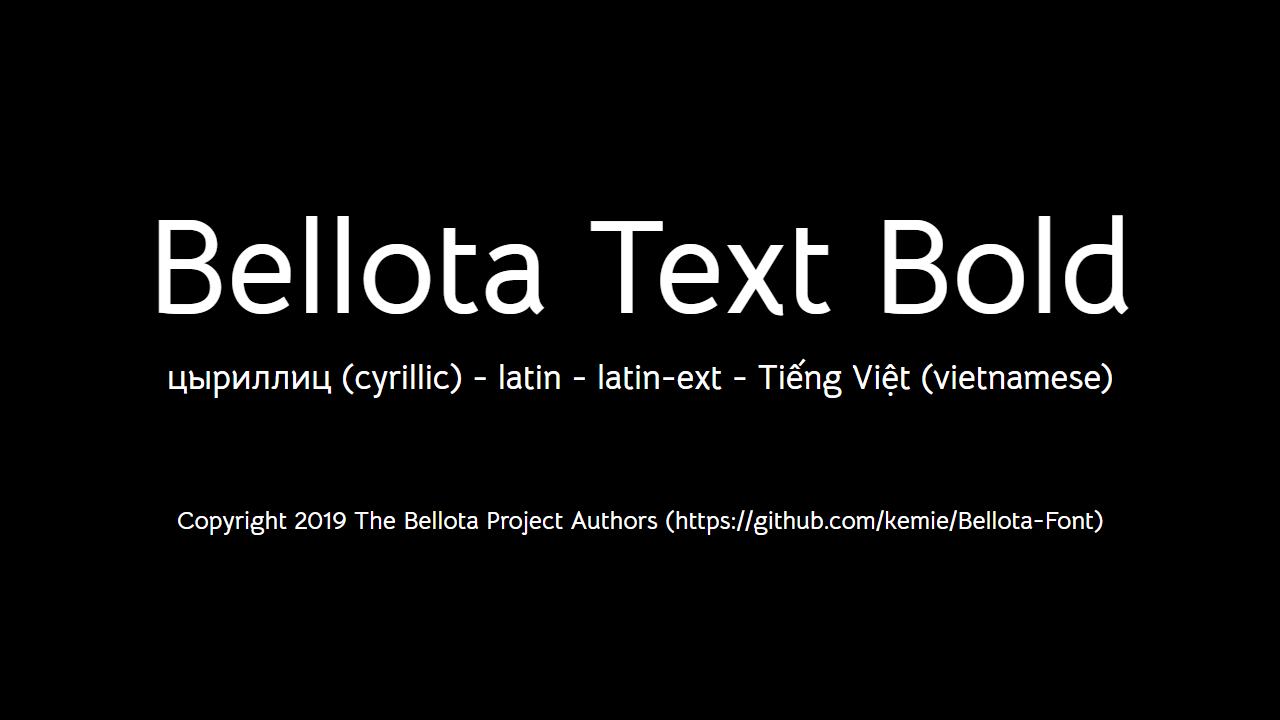 Bellota Text Bold
цыриллиц (cyrillic) - latin - latin-ext - Tiếng Việt (vietnamese)
Copyright 2019 The Bellota Project Authors (https://github.com/kemie/Bellota-Font)